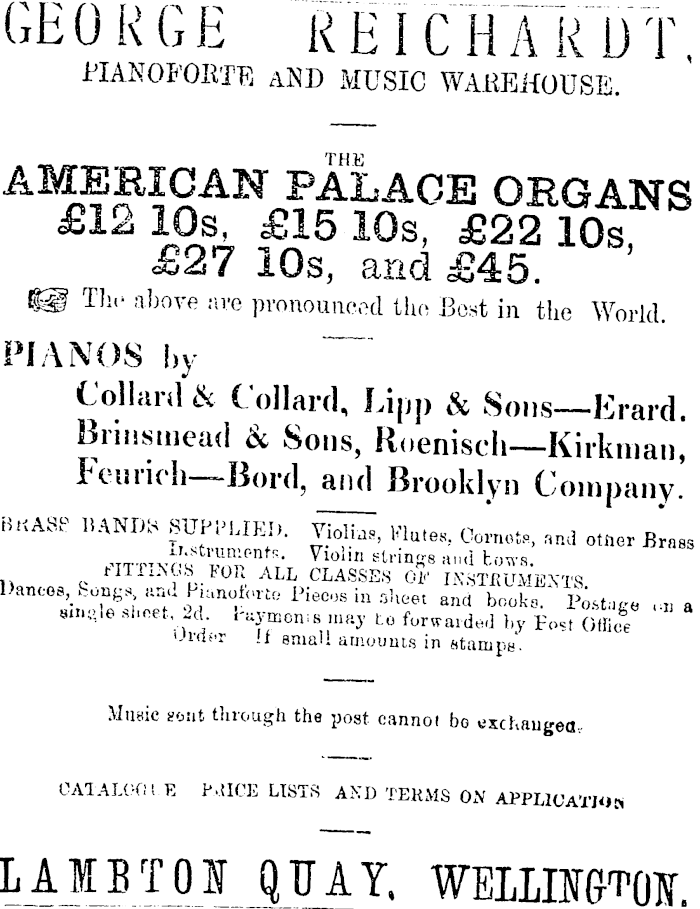 GEORGE REICHARDT,
PIANOFORTE AND MUSIC WAREHOUSE.
THE
AMERICAN PALACE ORGANS
£12 10s, £15 10s, £22 10s,
£27 10s, and £45.
The above are pronounced the Best in the World.
PIANOS by
Collard & Collard, Lipp & Sons—Erard.
Brinsmead & Sons, Roenisch—Kirkman,
Feurich—Bord, and Brooklyn Company.
BRASS BANDS SUPPLIED. Violins, Flutes, Cornets, and other Brass
Instruments. Violin strings and bows.
FITTINGS FOR ALL CLASSES OF INSTRUMENTS.
Dances, Songs, and Pianoforte Pieces in sheet and books. Postage on a
single sheet, 2d. Payments may be forwarded by Post Office
Order If small amounts in stamps.
Music sent through the post cannot be exchanged.
CATALOGUE PRICE LISTS AND TERMS ON APPLICATION
LAMBTON QUAY, WELLINGTON.